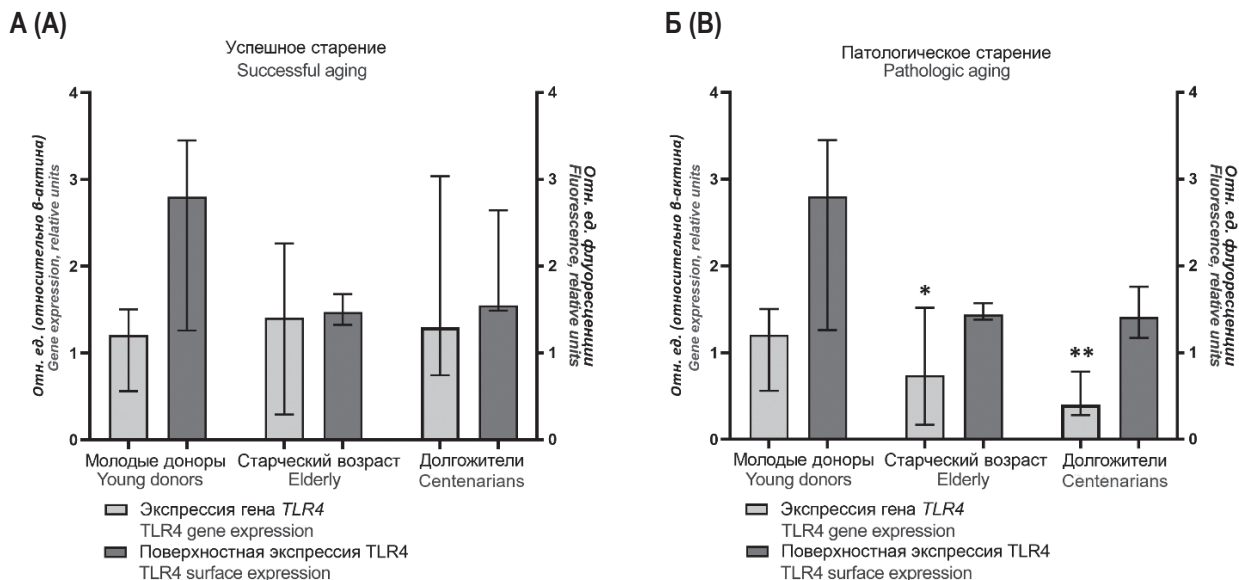 А (A)
Успешное старение
Successful aging
Отн. ед. (относительно в-актина)
Gene expression, relative units
4
3
2
1
0
4
3
2
1
0
Отн. ед. флуоресценции
Fluorescence, relative
units
Молодые доноры
Young donors
Старческий возраст
Elderly
Долгожители
Centenarians
Экспрессия гена TLR4
TLR4 gene expression
Поверхностная экспрессия TLR4
TLR4 surface expression
Б (B)
Патологическое старение
Pathologic aging
Отн. ед. (относительно в-актина)
Gene expression, relative units
4
3
2
1
0
*
**
4
3
2
1
0
Отн. ед. флуоресценции
Fluorescence, relative
units
Молодые доноры
Young donors
Старческий возраст
Elderly
Долгожители
Centenarians
Экспрессия гена TLR4
TLR4 gene expression
Поверхностная экспрессия TLR4
TLR4 surface expression